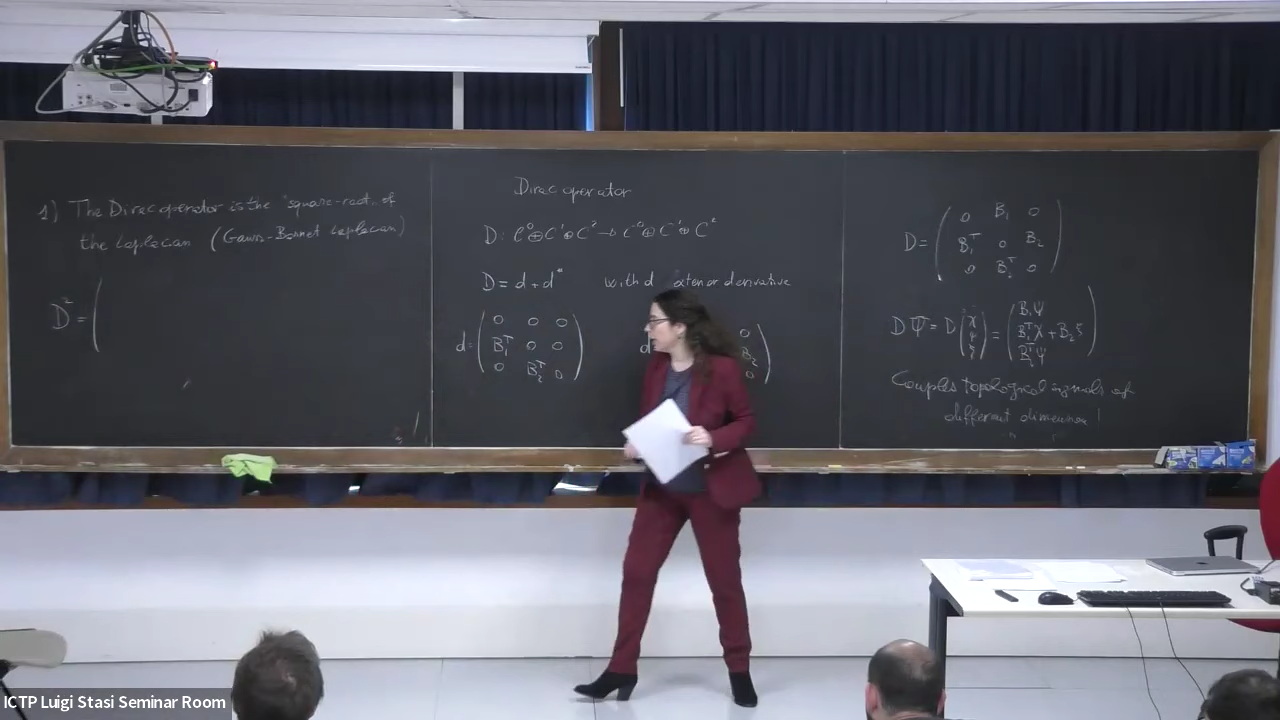 1) The Dirac operator is the "square-root" of
the Laplacian (Gauss-Bonnet Laplacian)
D² = (
Dirac operator
D: C⁰⊕C¹⊕C² → C⁰⊕C¹⊕C²
D = d + d* with d exterior derivative
d = ( 0 0 0
B₁ᵀ 0 0
0 B₂ᵀ 0 )
d
0
B₂
0 )
D = ( 0 B₁ 0
B₁ᵀ 0 B₂
0 B₂ᵀ 0 )
DΨ = D ( χ ψ ξ ) = ( B₁ψ
B₁ᵀχ + B₂ξ
B₂ᵀψ )
Couples topological signals of
different dimension!
ICTP Luigi Stasi Seminar Room